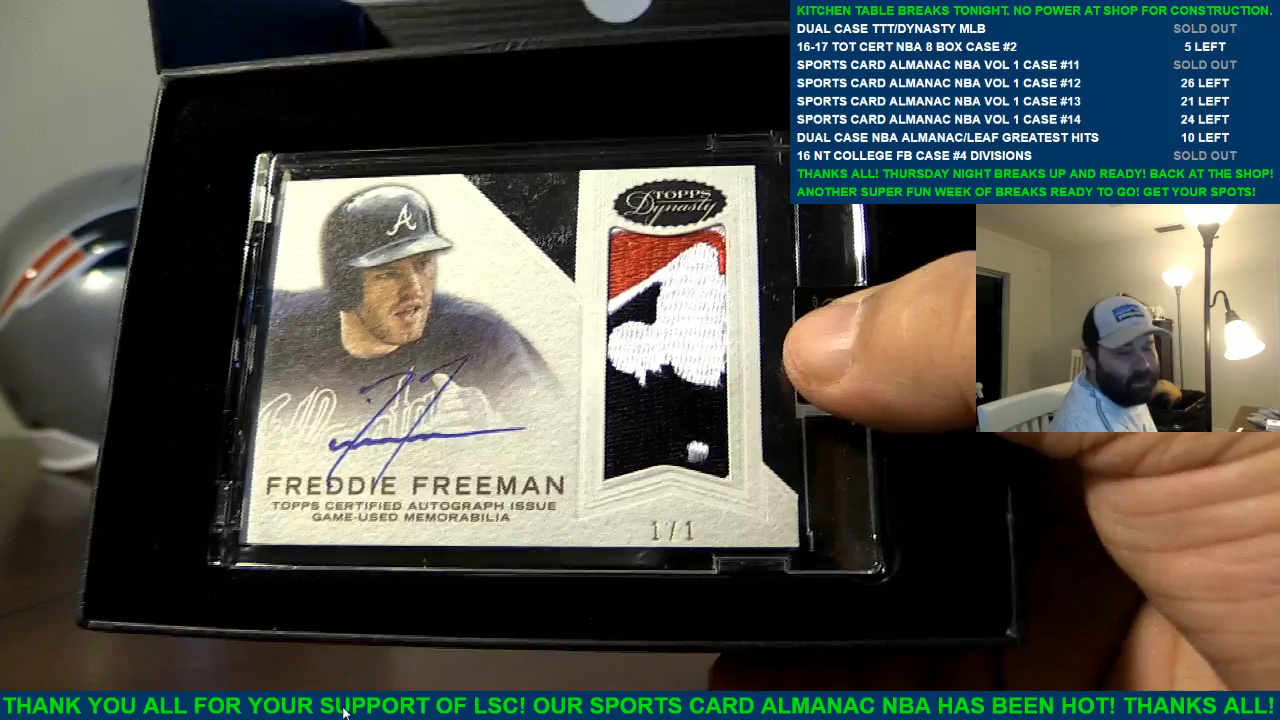 KITCHEN TABLE BREAKS TONIGHT. NO POWER AT SHOP FOR CONSTRUCTION.
DUAL CASE TTT/DYNASTY MLB SOLD OUT
16-17 TOT CERT NBA 8 BOX CASE #2 5 LEFT
SPORTS CARD ALMANAC NBA VOL 1 CASE #11 SOLD OUT
SPORTS CARD ALMANAC NBA VOL 1 CASE #12 26 LEFT
SPORTS CARD ALMANAC NBA VOL 1 CASE #13 21 LEFT
SPORTS CARD ALMANAC NBA VOL 1 CASE #14 24 LEFT
DUAL CASE NBA ALMANAC/LEAF GREATEST HITS 10 LEFT
16 NT COLLEGE FB CASE #4 DIVISIONS SOLD OUT
THANKS ALL! THURSDAY NIGHT BREAKS UP AND READY! BACK AT THE SHOP!
ANOTHER SUPER FUN WEEK OF BREAKS READY TO GO! GET YOUR SPOTS!
TOPPS
Dynasty
A
FREDDIE FREEMAN
TOPPS CERTIFIED AUTOGRAPH ISSUE
GAME-USED MEMORABILIA
1/1
THANK YOU ALL FOR YOUR SUPPORT OF LSC! OUR SPORTS CARD ALMANAC NBA HAS BEEN HOT! THANKS ALL!